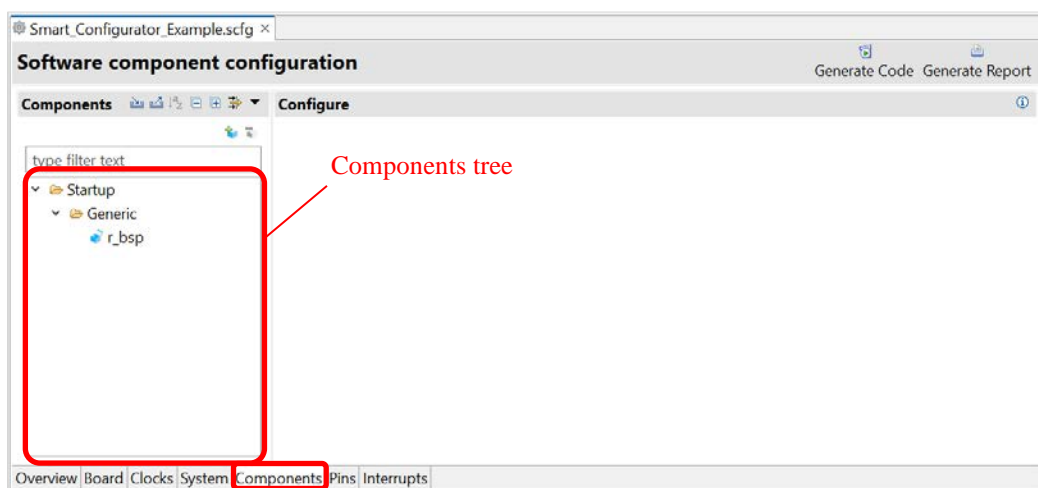 Smart_Configurator_Example.scfg ×
Software component configuration
Generate Code Generate Report
Components Configure
type filter text
Components tree
Startup
Generic
r_bsp
Overview Board Clocks System Components Pins Interrupts